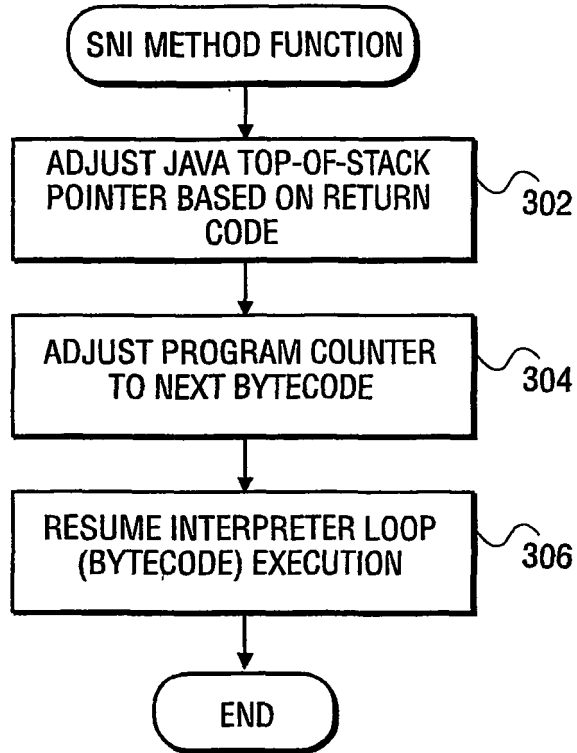 SNI METHOD FUNCTION
ADJUST JAVA TOP-OF-STACK
POINTER BASED ON RETURN
CODE
302
ADJUST PROGRAM COUNTER
TO NEXT BYTECODE
304
RESUME INTERPRETER LOOP
(BYTECODE) EXECUTION
306
END